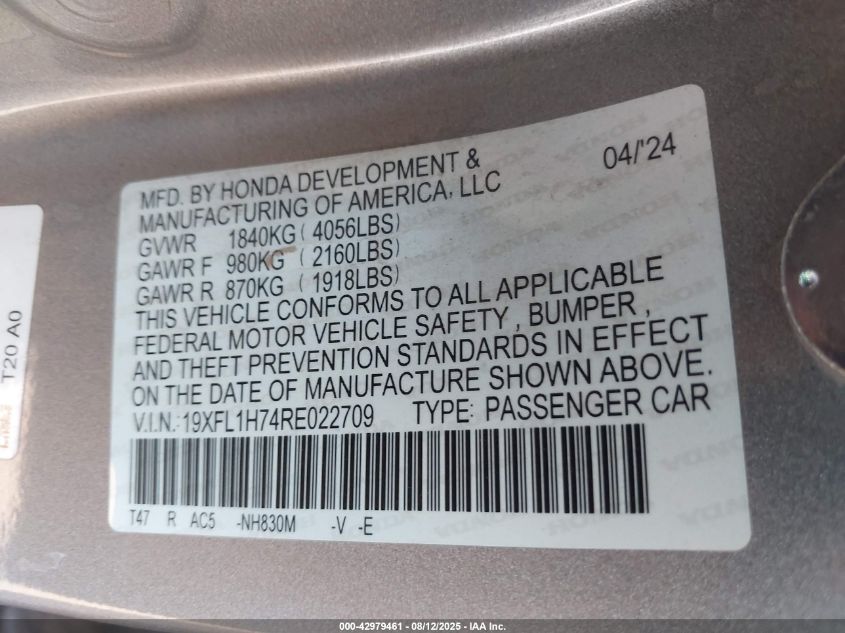 MFD. BY HONDA DEVELOPMENT & 04/'24
MANUFACTURING OF AMERICA, LLC
GVWR 1840KG ( 4056LBS)
GAWR F 980KG ( 2160LBS)
GAWR R 870KG ( 1918LBS)
THIS VEHICLE CONFORMS TO ALL APPLICABLE
FEDERAL MOTOR VEHICLE SAFETY , BUMPER ,
AND THEFT PREVENTION STANDARDS IN EFFECT
ON THE DATE OF MANUFACTURE SHOWN ABOVE.
V.I.N.:19XFL1H74RE022709 TYPE: PASSENGER CAR
T47 R AC5 -NH830M -V -E
T20 A0
000-42979461 - 08/12/2025 - IAA Inc.